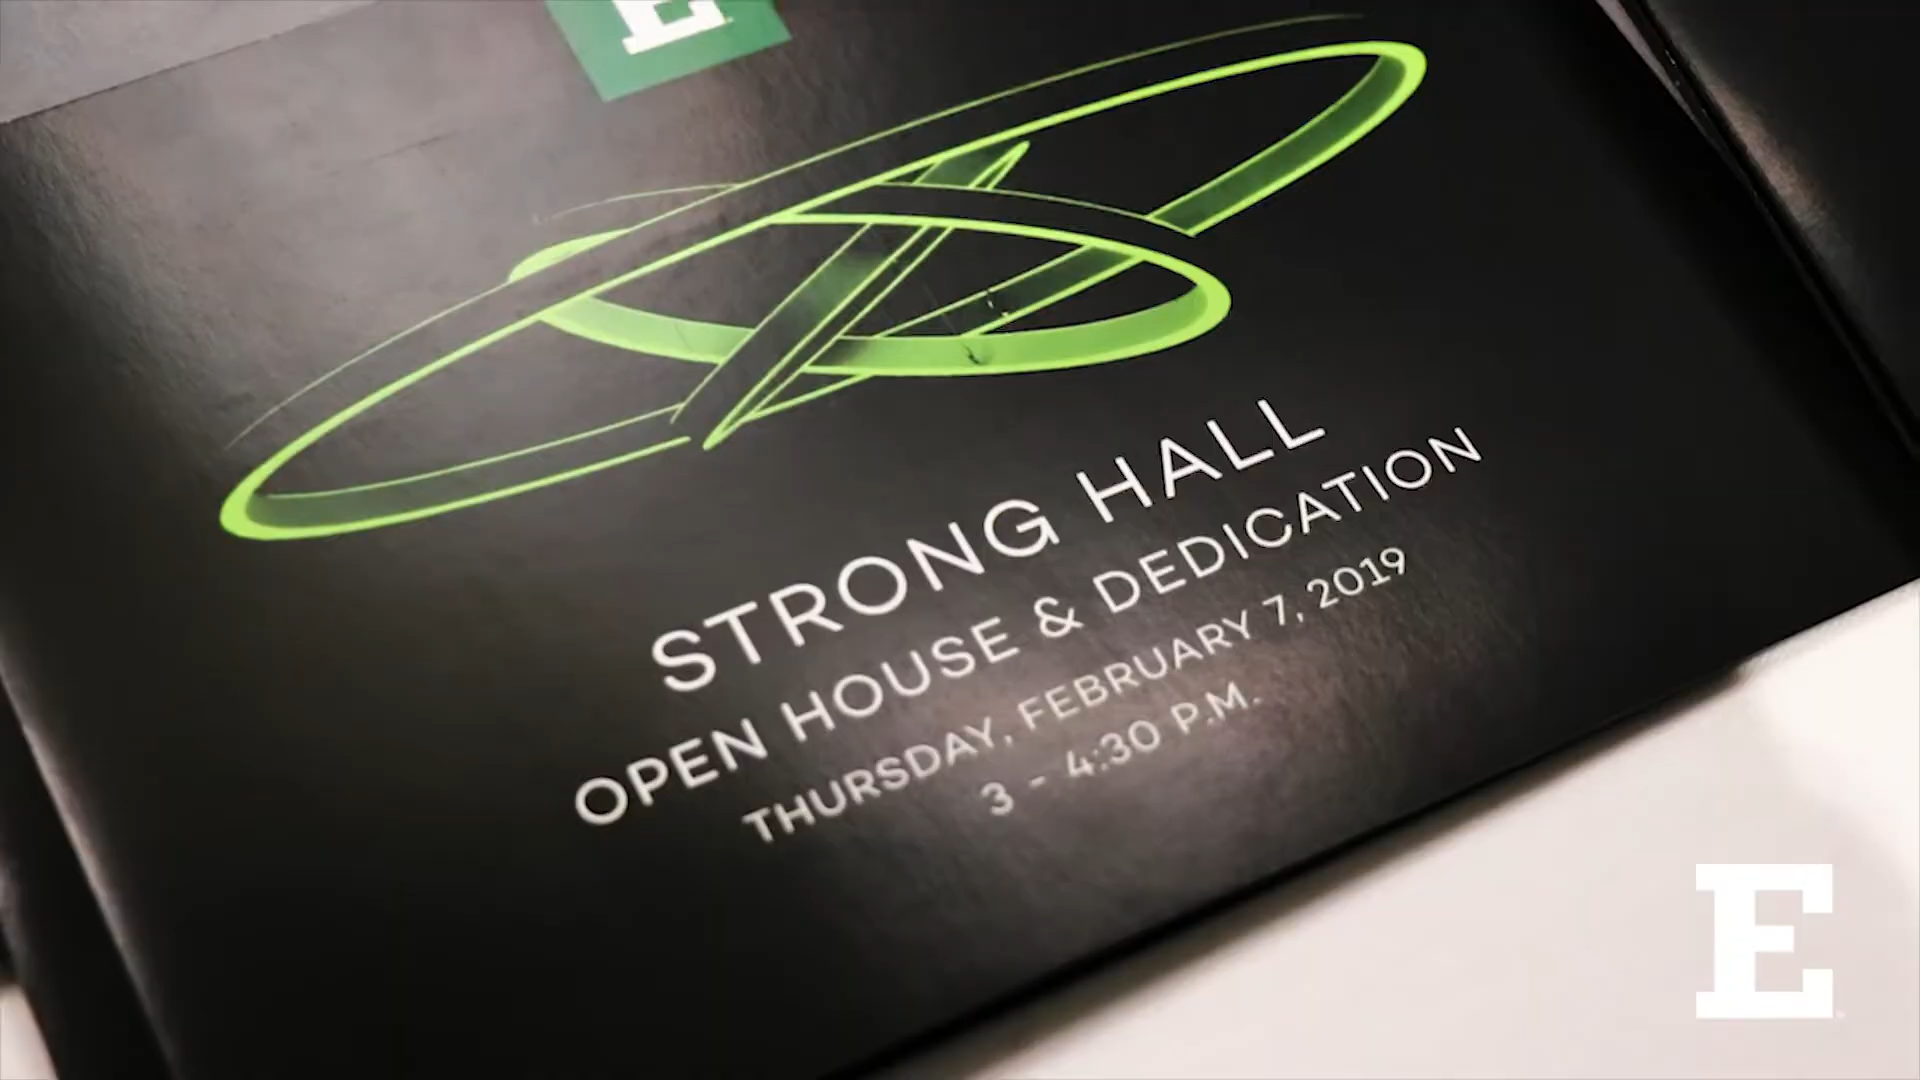 E
STRONG HALL
OPEN HOUSE & DEDICATION
THURSDAY, FEBRUARY 7, 2019
3 - 4:30 P.M.
E